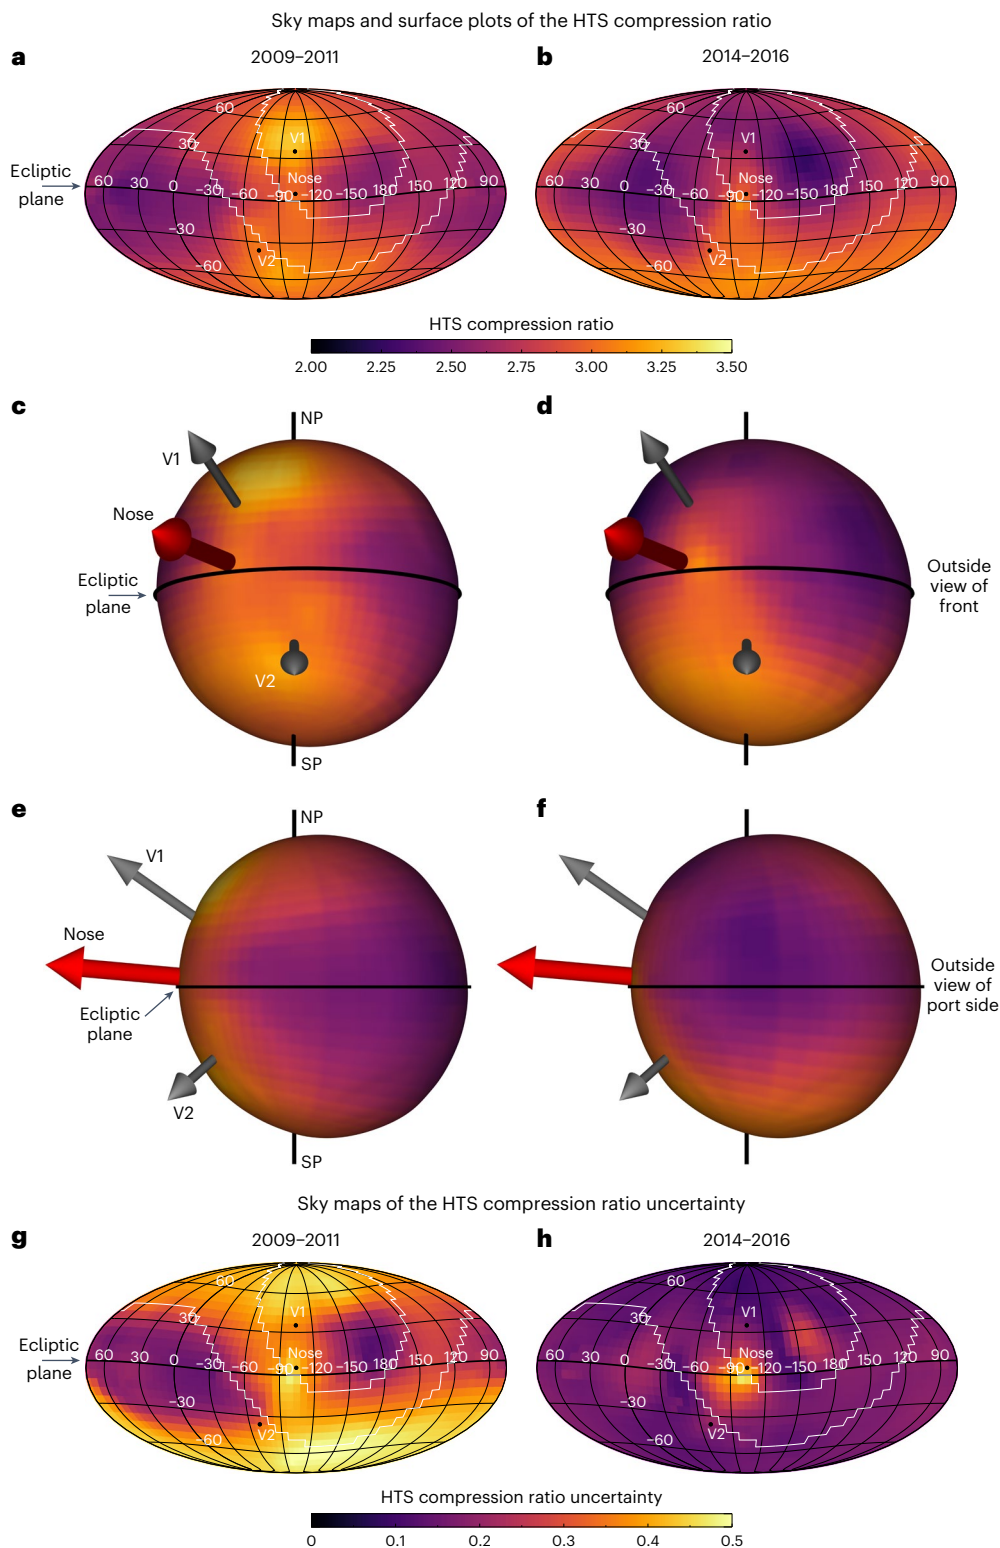 Sky maps and surface plots of the HTS compression ratio
a
2009–2011
b
2014–2016
Ecliptic
plane
60
30
V1
Nose
60 30 0 –30 –60 –90 –120 –150 180 150 120 90
–30
V2
–60
60
30
V1
Nose
60 30 0 –30 –60 –90 –120 –150 180 150 120 90
–30
V2
–60
HTS compression ratio
2.00 2.25 2.50 2.75 3.00 3.25 3.50
c
NP
V1
Nose
Ecliptic
plane
V2
SP
d
Outside
view of
front
e
NP
V1
Nose
Ecliptic
plane
V2
SP
f
Outside
view of
port side
Sky maps of the HTS compression ratio uncertainty
g
2009–2011
h
2014–2016
Ecliptic
plane
60
30
V1
Nose
60 30 0 –30 –60 –90 –120 –150 180 150 120 90
–30
V2
–60
60
30
V1
Nose
60 30 0 –30 –60 –90 –120 –150 180 150 120 90
–30
V2
–60
HTS compression ratio uncertainty
0 0.1 0.2 0.3 0.4 0.5